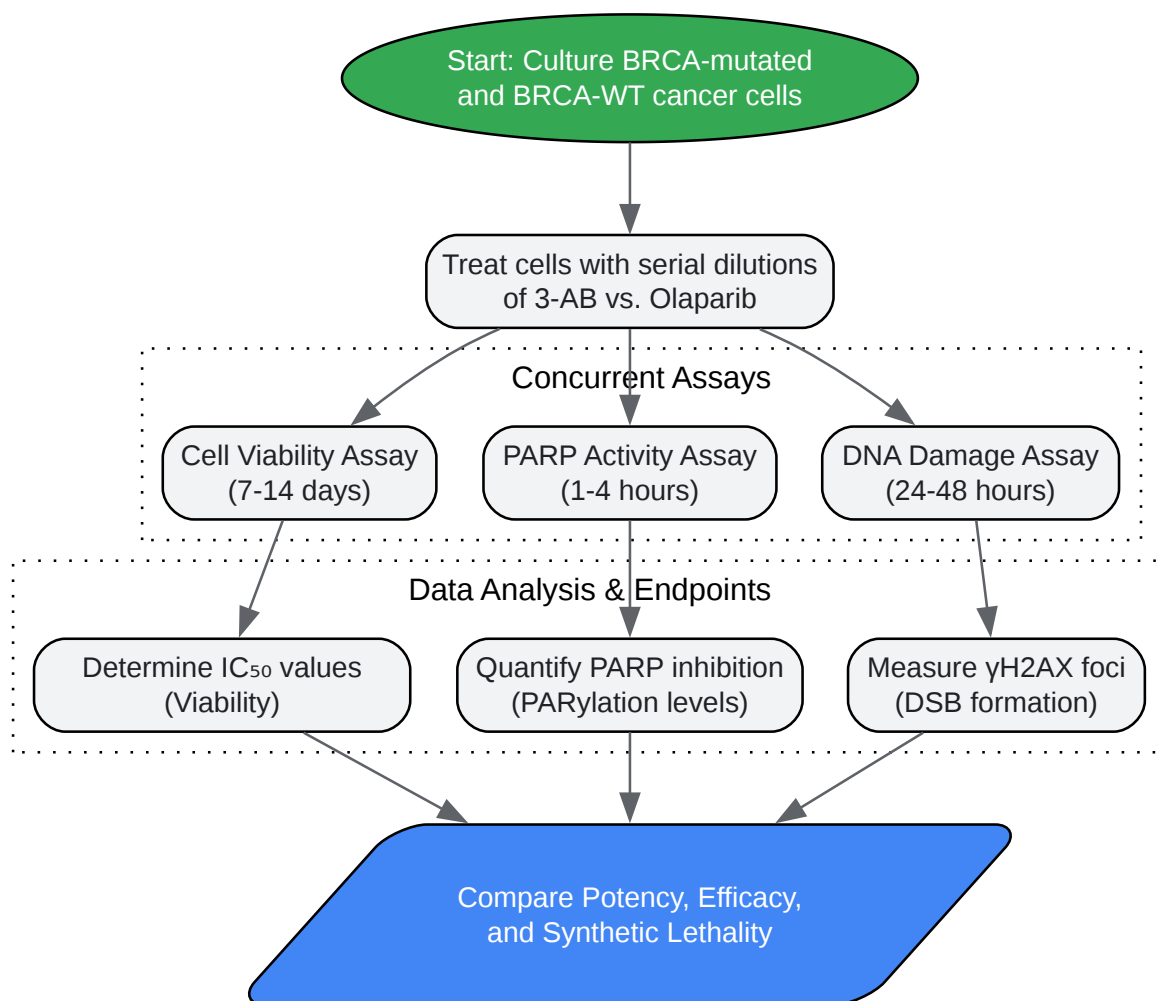 Start: Culture BRCA-mutated
and BRCA-WT cancer cells
Treat cells with serial dilutions
of 3-AB vs. Olaparib
Concurrent Assays
Cell Viability Assay
(7-14 days)
PARP Activity Assay
(1-4 hours)
DNA Damage Assay
(24-48 hours)
Data Analysis & Endpoints
Determine IC₅₀ values
(Viability)
Quantify PARP inhibition
(PARylation levels)
Measure γH2AX foci
(DSB formation)
Compare Potency, Efficacy,
and Synthetic Lethality